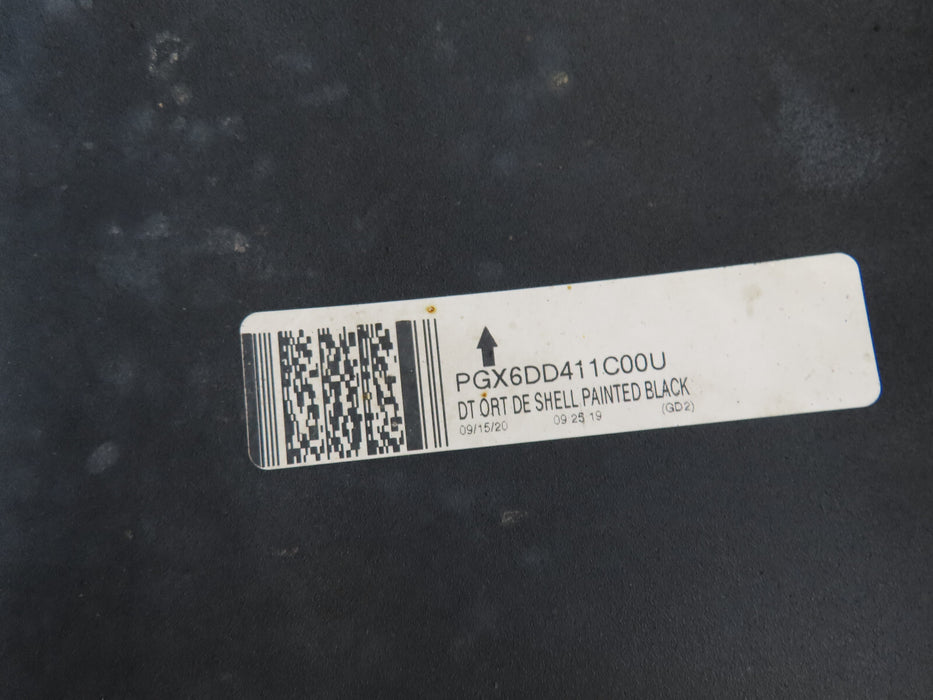 PGX6DD411C00U
DT ORT DE SHELL PAINTED BLACK
09/15/20 09 25 19 (GD2)